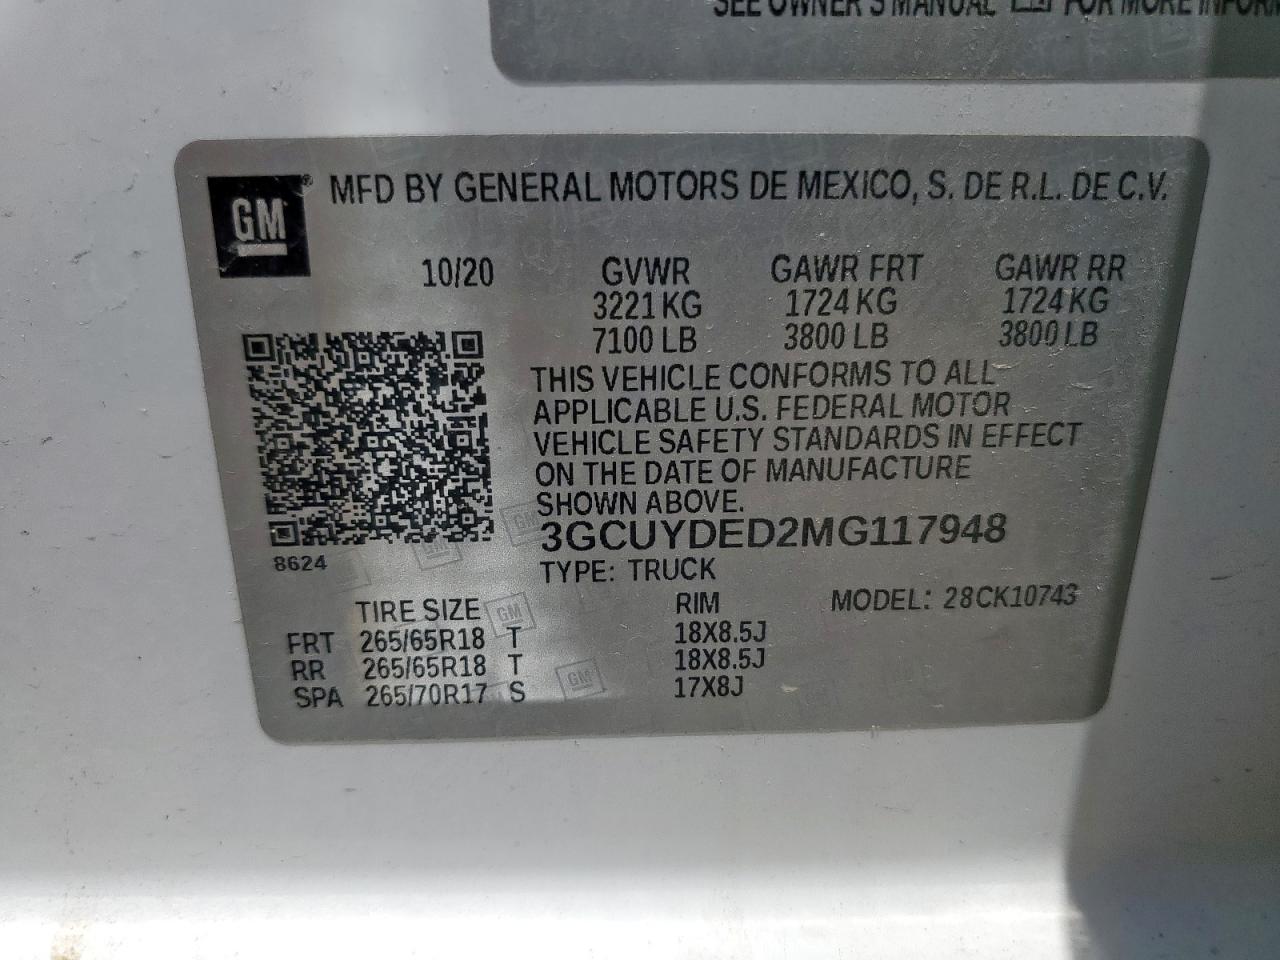 SEE OWNER'S MANUAL FOR MORE INFORM
GM® MFD BY GENERAL MOTORS DE MEXICO, S. DE R.L. DE C.V.
10/20 GVWR GAWR FRT GAWR RR
3221 KG 1724 KG 1724 KG
7100 LB 3800 LB 3800 LB
THIS VEHICLE CONFORMS TO ALL
APPLICABLE U.S. FEDERAL MOTOR
VEHICLE SAFETY STANDARDS IN EFFECT
ON THE DATE OF MANUFACTURE
SHOWN ABOVE.
3GCUYDED2MG117948
8624
TYPE: TRUCK
TIRE SIZE RIM MODEL: 28CK10743
FRT 265/65R18 T 18X8.5J
RR 265/65R18 T 18X8.5J
SPA 265/70R17 S 17X8J